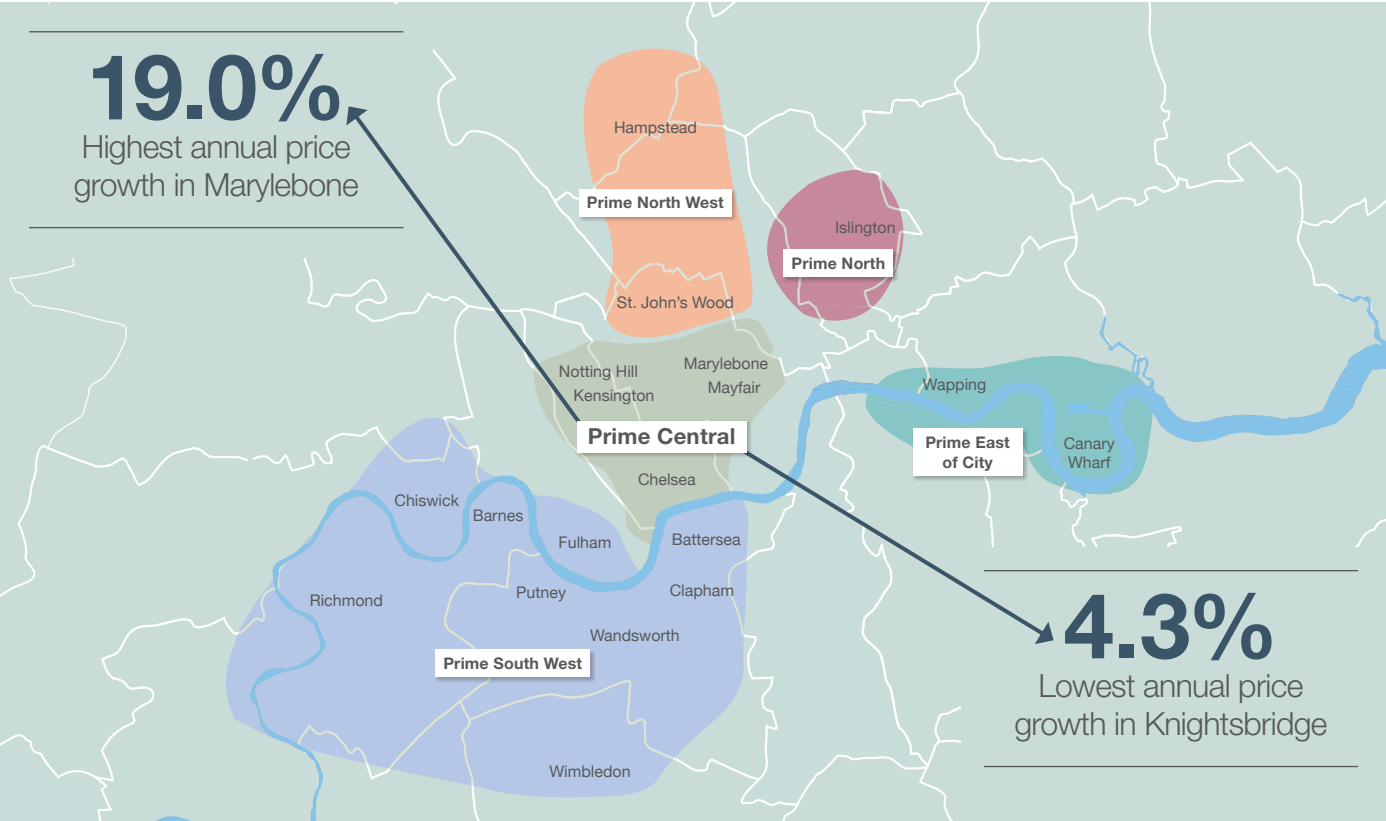 19.0%
Highest annual price
growth in Marylebone
Hampstead
Prime North West
St. John’s Wood
Islington
Prime North
Notting Hill
Kensington
Marylebone
Mayfair
Prime Central
Chelsea
Wapping
Prime East
of City
Canary
Wharf
Chiswick
Barnes
Fulham
Battersea
Richmond
Putney
Clapham
Wandsworth
Prime South West
Wimbledon
4.3%
Lowest annual price
growth in Knightsbridge